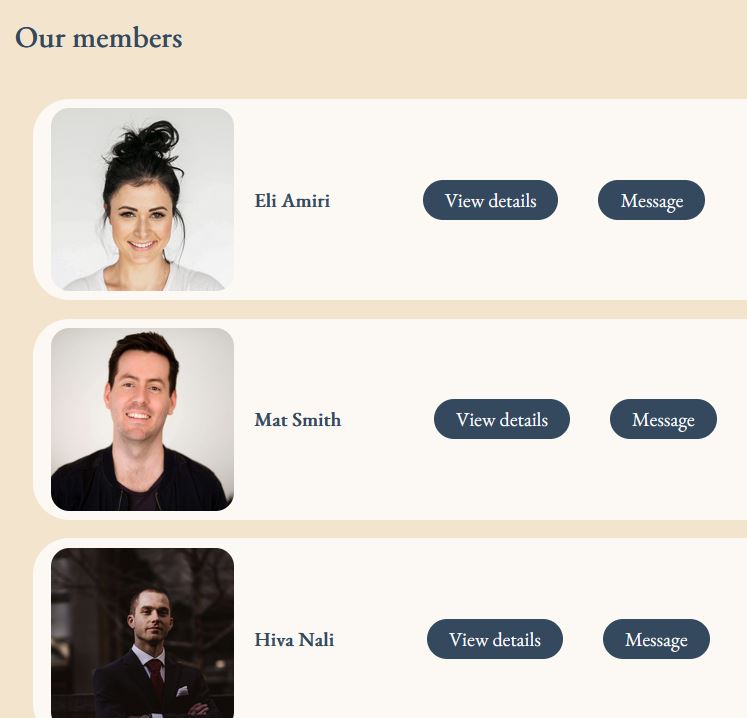 Our members
Eli Amiri View details Message
Mat Smith View details Message
Hiva Nali View details Message